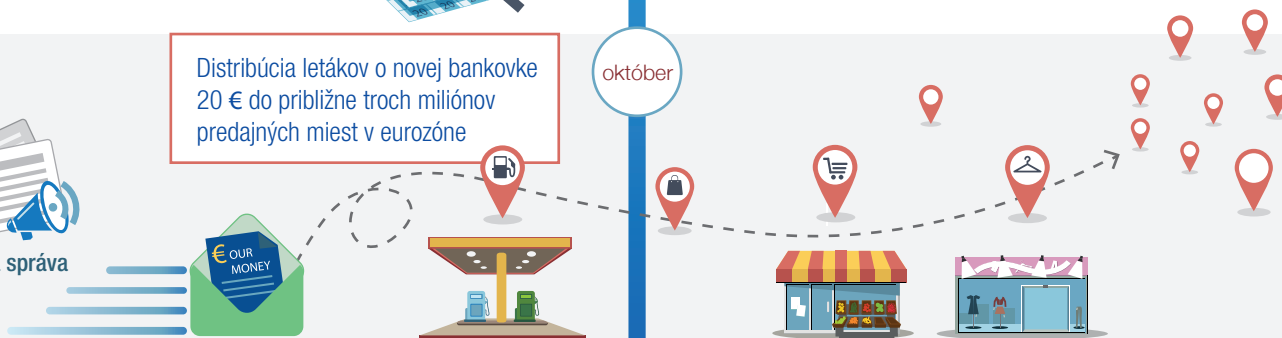 Distribúcia letákov o novej bankovke
20 € do približne troch miliónov
predajných miest v eurozóne
október
správa
€ OUR
MONEY